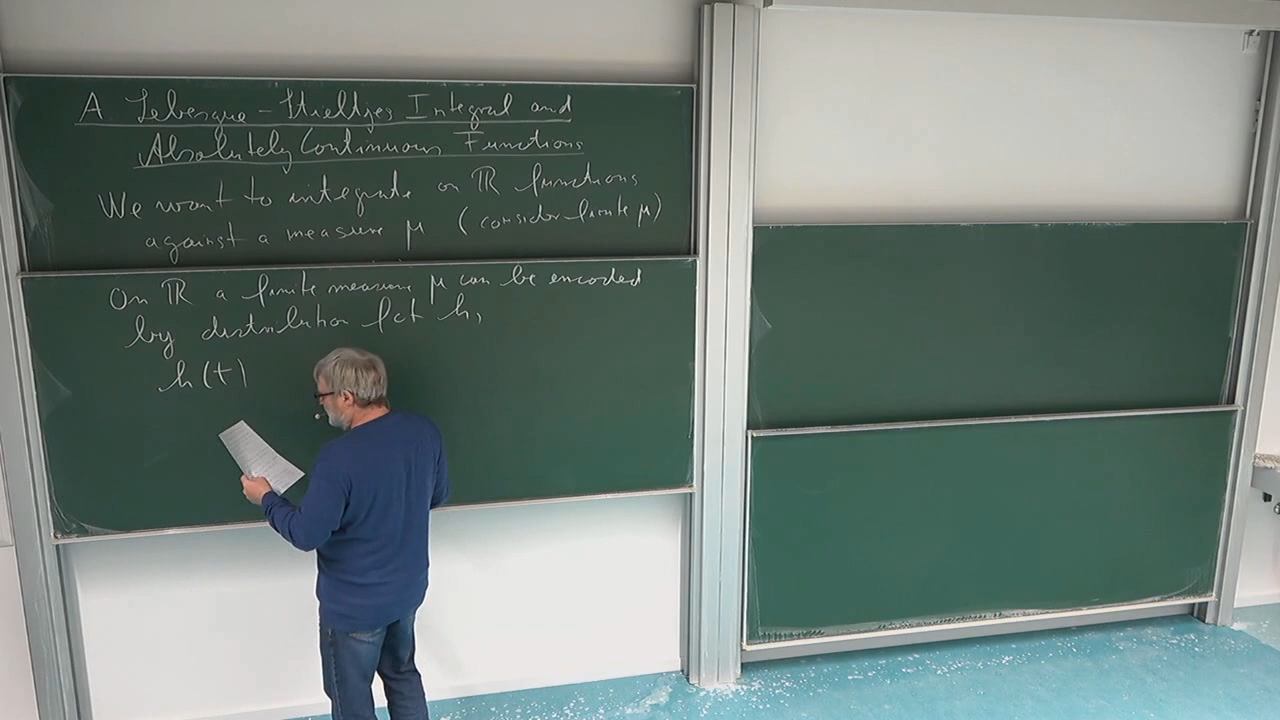 A Lebesgue-Stieltjes Integral and
Absolutely Continuous Functions
We want to integrate on ℝ functions
against a measure μ (consider finite μ)
On ℝ a finite measure μ can be encoded
by distribution fct h,
h(t)